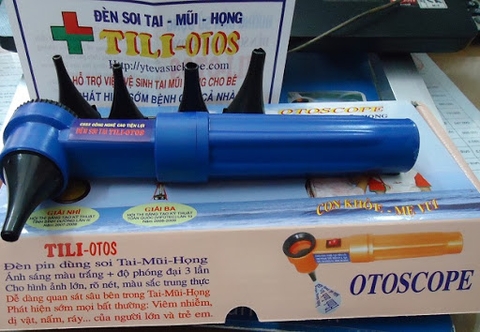 ĐÈN SOI TAI - MŨI - HỌNG
TILI-OTOS
HỖ TRỢ VỆ SINH TAI MŨI HỌNG CHO BÉ
PHÁT HIỆN SỚM BỆNH
CẢ NHÀ
OTOSCOPE
ĐÈN SOI TAI TILI-OTOS
GIẢI NHÌ
GIẢI BA
CON KHỎE - MẸ VUI
TILI-OTOS
Đèn pin dùng soi Tai-Mũi-Họng
Ánh sáng màu trắng + độ phóng đại 3 lần
Cho hình ảnh lớn, rõ nét, màu sắc trung thực
Dễ dàng quan sát sâu bên trong Tai-Mũi-Họng
Phát hiện sớm mọi bất thường: Viêm nhiễm,
dị vật, nấm, ráy... của người lớn và trẻ em.
OTOSCOPE